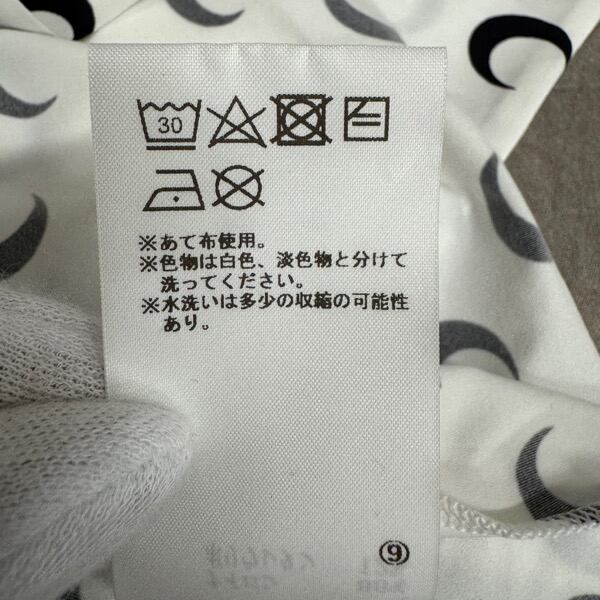 30
※あて布使用。
※色物は白色、淡色物と分けて
洗ってください。
※水洗いは多少の収縮の可能性
あり。
⑨